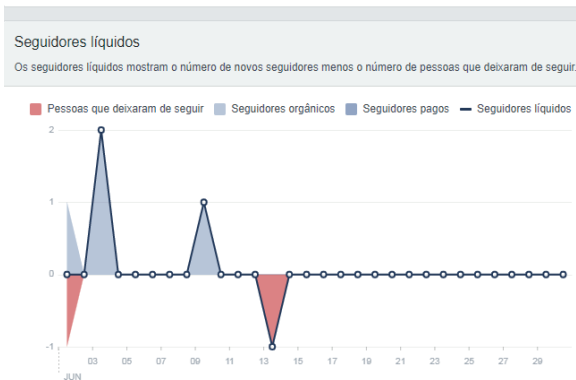 Seguidores líquidos
Os seguidores líquidos mostram o número de novos seguidores menos o número de pessoas que deixaram de seguir.
Pessoas que deixaram de seguir Seguidores orgânicos Seguidores pagos Seguidores líquidos
2
1
0
-1
03 05 07 09 11 13 15 17 19 21 23 25 27 29
JUN